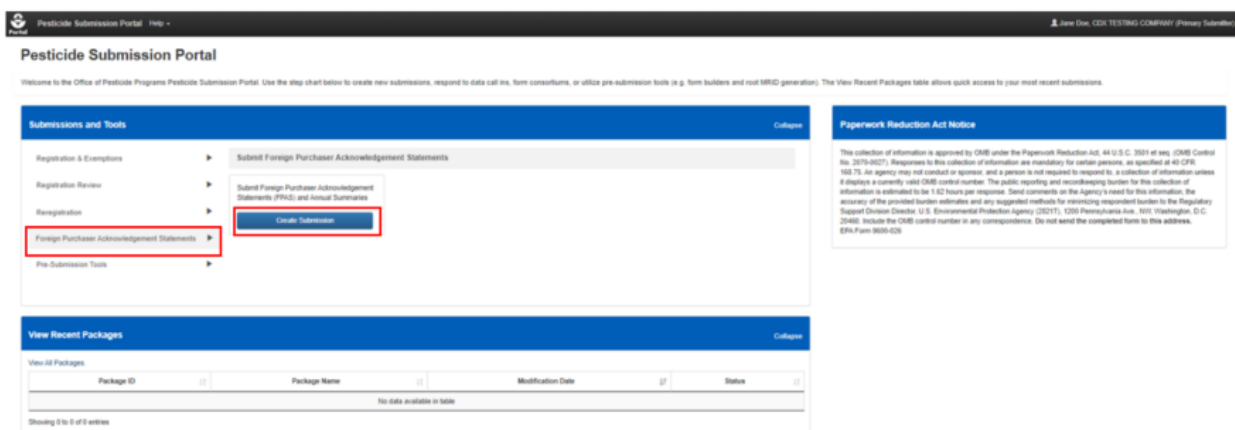 Portal
Pesticide Submission Portal Help
Jane Doe, CDX TESTING COMPANY (Primary Submitter)
Pesticide Submission Portal
Welcome to the Office of Pesticide Programs Pesticide Submission Portal. Use the step chart below to create new submissions, respond to data call ins, form consortiums, or utilize pre-submission tools (e.g. form builders and root MRID generation). The View Recent Packages table allows quick access to your most recent submissions.
Submissions and Tools
Collapse
Registration & Exemptions
Registration Review
Reregistration
Foreign Purchaser Acknowledgement Statements
Pre-Submission Tools
Submit Foreign Purchaser Acknowledgement Statements
Submit Foreign Purchaser Acknowledgement
Statements (FPAS) and Annual Summaries
Create Submission
Paperwork Reduction Act Notice
This collection of information is approved by OMB under the Paperwork Reduction Act, 44 U.S.C. 3501 et seq. (OMB Control
No. 2070-0027). Responses to this collection of information are mandatory for certain persons, as specified at 40 CFR
168.75. An agency may not conduct or sponsor, and a person is not required to respond to, a collection of information unless
it displays a currently valid OMB control number. The public reporting and recordkeeping burden for this collection of
information is estimated to be 1.62 hours per response. Send comments on the Agency's need for this information, the
accuracy of the provided burden estimates and any suggested methods for minimizing respondent burden to the Regulatory
Support Division Director, U.S. Environmental Protection Agency (2821T), 1200 Pennsylvania Ave., NW, Washington, D.C.
20460. Include the OMB control number in any correspondence. Do not send the completed form to this address.
EPA Form 9600-026
View Recent Packages
Collapse
View All Packages
Package ID
Package Name
Modification Date
Status
No data available in table
Showing 0 to 0 of 0 entries